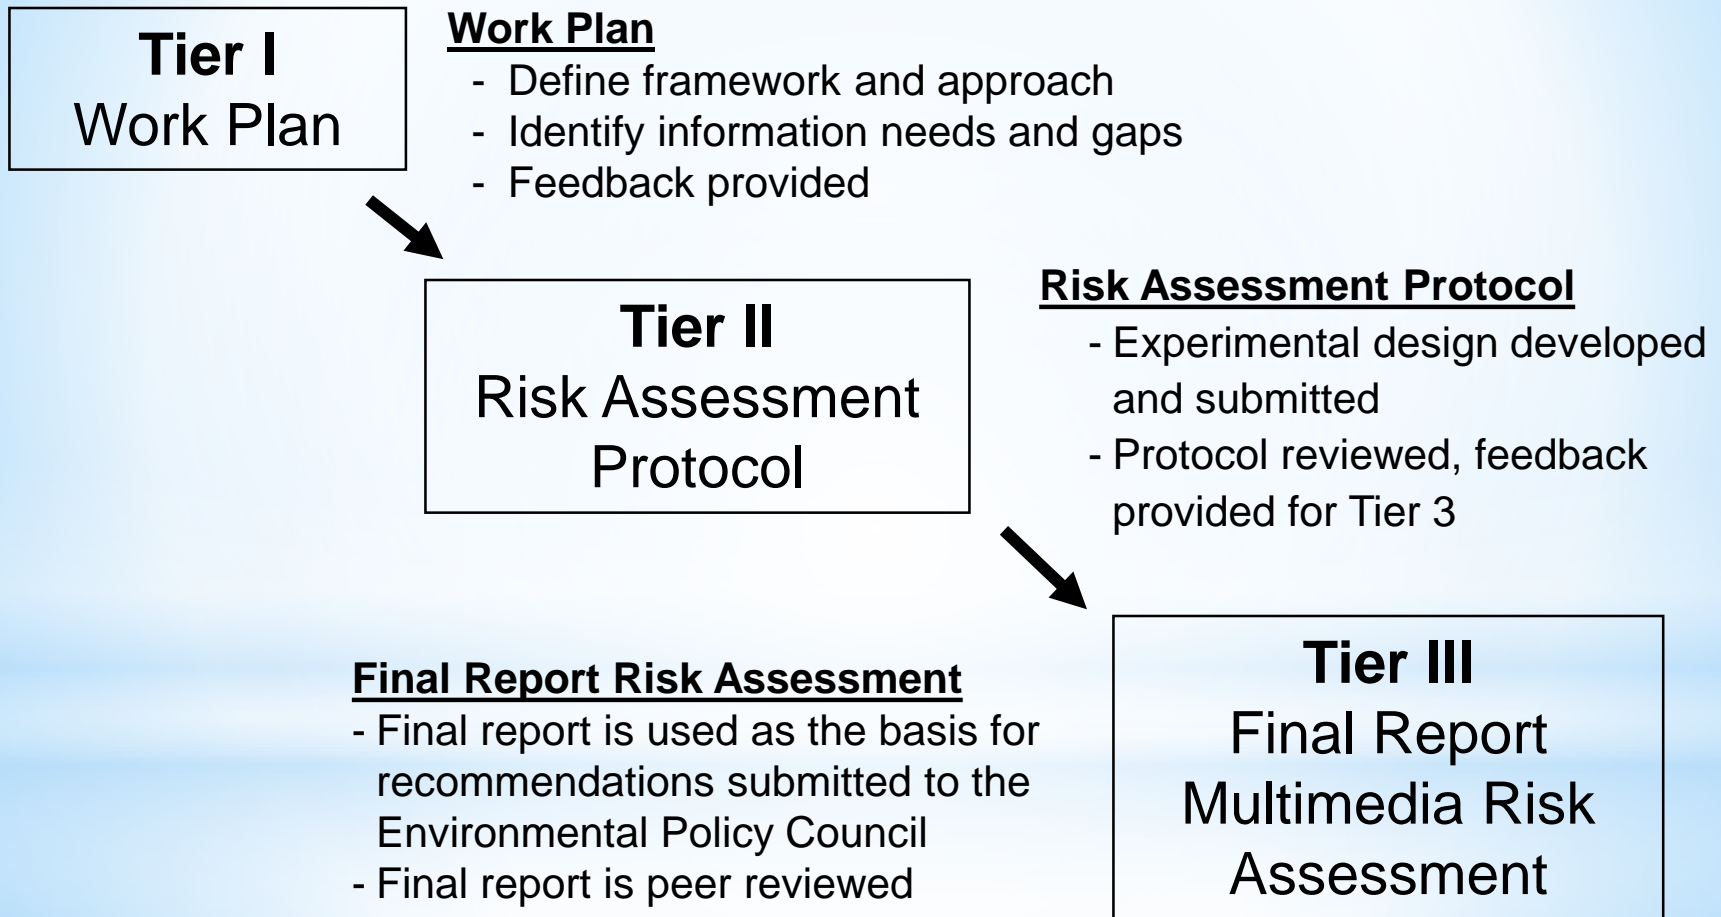 Tier I
Work Plan
Work Plan
- Define framework and approach
- Identify information needs and gaps
- Feedback provided
Tier II
Risk Assessment
Protocol
Risk Assessment Protocol
- Experimental design developed
and submitted
- Protocol reviewed, feedback
provided for Tier 3
Final Report Risk Assessment
- Final report is used as the basis for
recommendations submitted to the
Environmental Policy Council
- Final report is peer reviewed
Tier III
Final Report
Multimedia Risk
Assessment